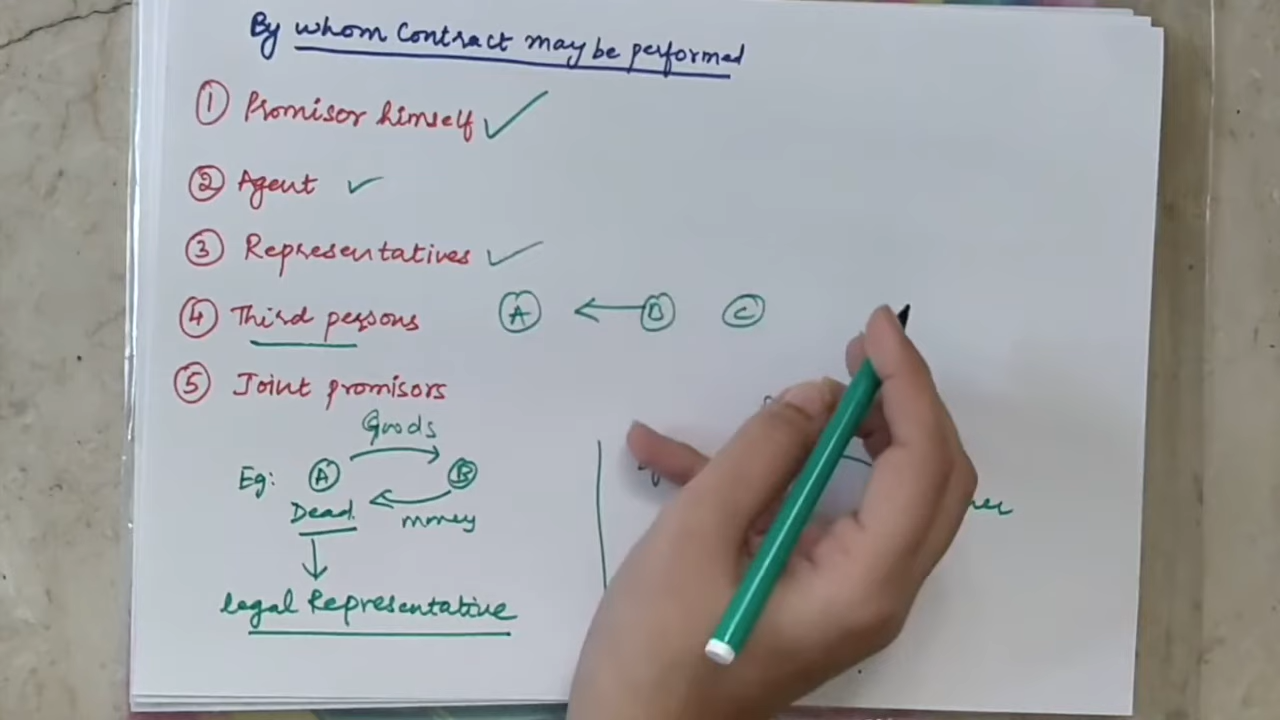 By whom Contract may be performed
① Promisor himself ✓
② Agent ✓
③ Representatives ✓
④ Third persons A ← B C
⑤ Joint promisors
Goods
Eg: A B
Dead money
legal Representative